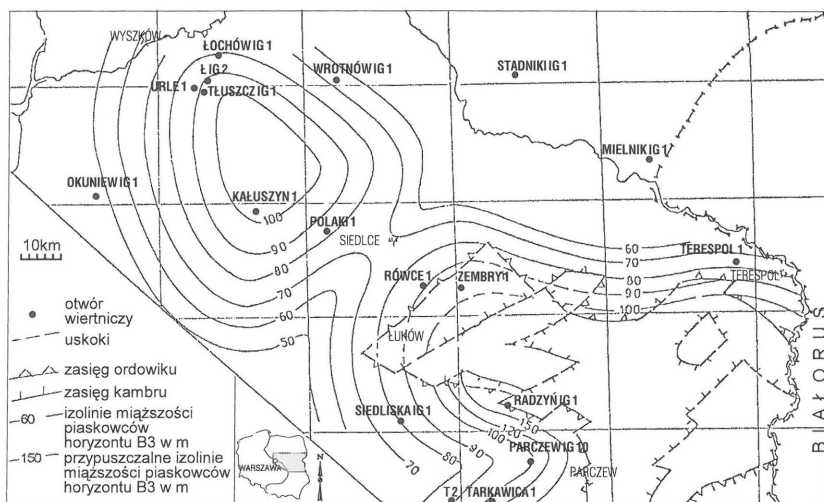 WYSZKÓW
ŁOCHÓW IG 1
Ł IG 2
URLE 1
TŁUSZCZ IG 1
WROTNÓW IG 1
STADNIKI IG 1
MIELNIK IG 1
OKUNIEW IG 1
KAŁUSZYN 1
100
POLAKI 1
SIEDLCE
90
80
70
60
50
10km
RÓWCE 1
ZEMBRY 1
60
70
80
90
100
TERESPOL 1
TERESPOL
ŁUKÓW
BIAŁORUŚ
otwór
wiertniczy
uskoki
zasięg ordowiku
zasięg kambru
60 izolinie miąższości
piaskowców
horyzontu B3 w m
150 przypuszczalne izolinie
miąższości piaskowców
horyzontu B3 w m
WARSZAWA
N
SIEDLISKA IG 1
RADZYŃ IG 1
150
120
100
90
80
70
PARCZEW IG 10
PARCZEW
T2
TARKAWICA 1